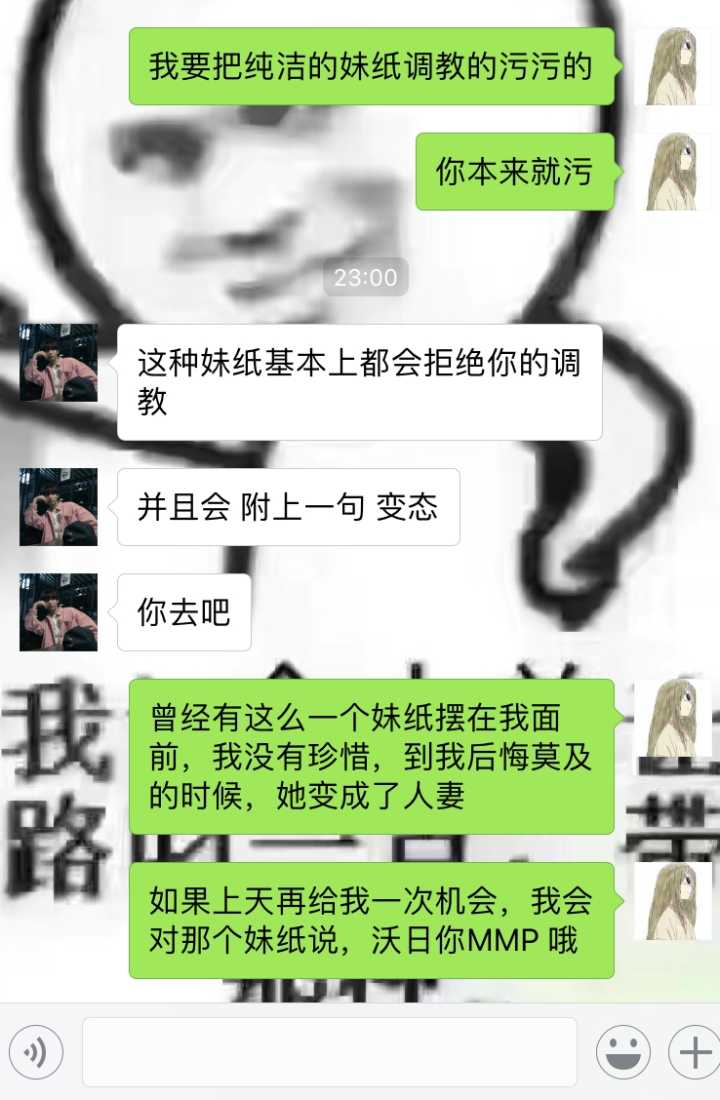 我要把纯洁的妹纸调教的污污的
你本来就污
23:00
这种妹纸基本上都会拒绝你的调
教
并且会 附上一句 变态
你去吧
曾经有这么一个妹纸摆在我面
前，我没有珍惜，到我后悔莫及
的时候，她变成了人妻
如果上天再给我一次机会，我会
对那个妹纸说，沃日你MMP 哦
我
路